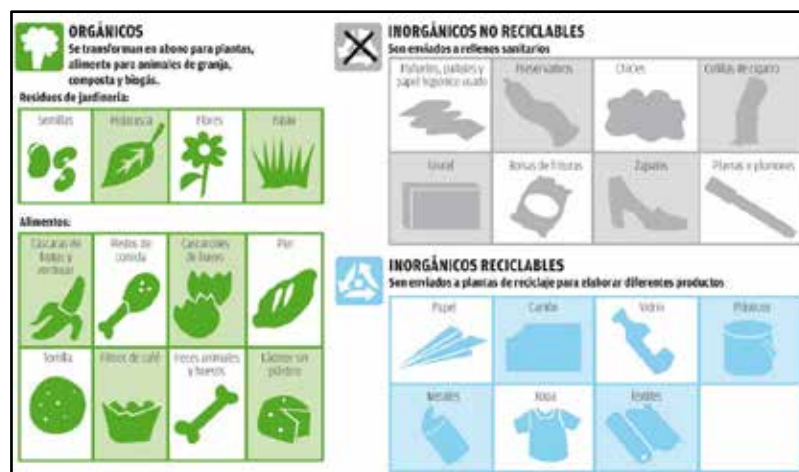 ORGÁNICOS
Se transforman en abono para plantas,
alimento para animales de granja,
composta y biogás.
Residuos de jardinería:
Semillas
Hojarasca
Flores
Pasto
Alimentos:
Cáscaras de
frutas y
verduras
Restos de
comida
Cascarones
de huevo
Pan
Tortilla
Filtros de café
Heces animales
y huesos
Lácteos sin
plástico
INORGÁNICOS NO RECICLABLES
Son enviados a rellenos sanitarios
Pañuelos, pañales y
papel higiénico usado
Preservativos
Chicles
Colillas de cigarro
Unicel
Bolsas de frituras
Zapatos
Plumas o plumones
INORGÁNICOS RECICLABLES
Son enviados a plantas de reciclaje para elaborar diferentes productos
Papel
Cartón
Vidrio
Plásticos
Metales
Ropa
Textiles